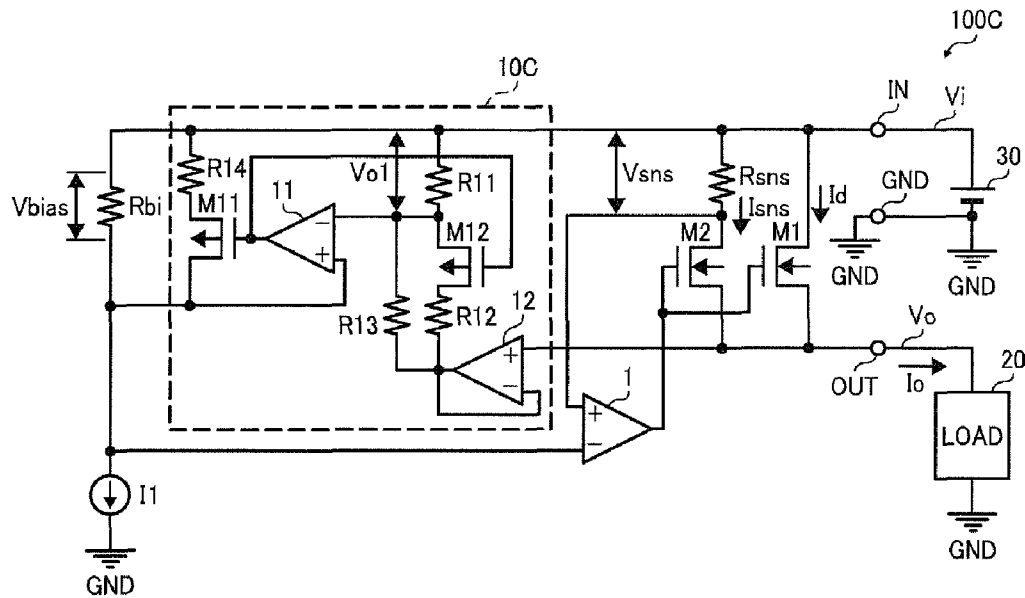 100C
10C
IN
Vi
R14
Vo1
R11
Vsns
Rsns
30
GND
Vbias
Rbi
M11
11
−
+
M12
Isns
Id
M2
M1
GND
GND
R13
R12
12
+
−
Vo
OUT
Io
20
1
+
−
LOAD
I1
GND
GND